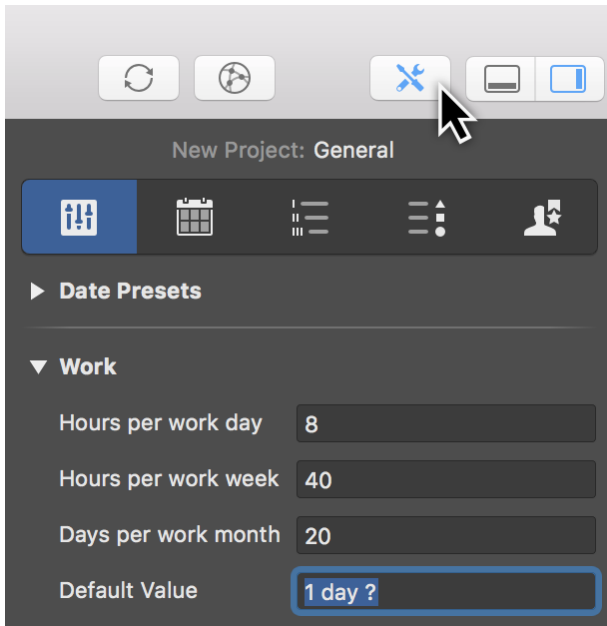 New Project: General
Date Presets
Work
Hours per work day 8
Hours per work week 40
Days per work month 20
Default Value 1 day ?